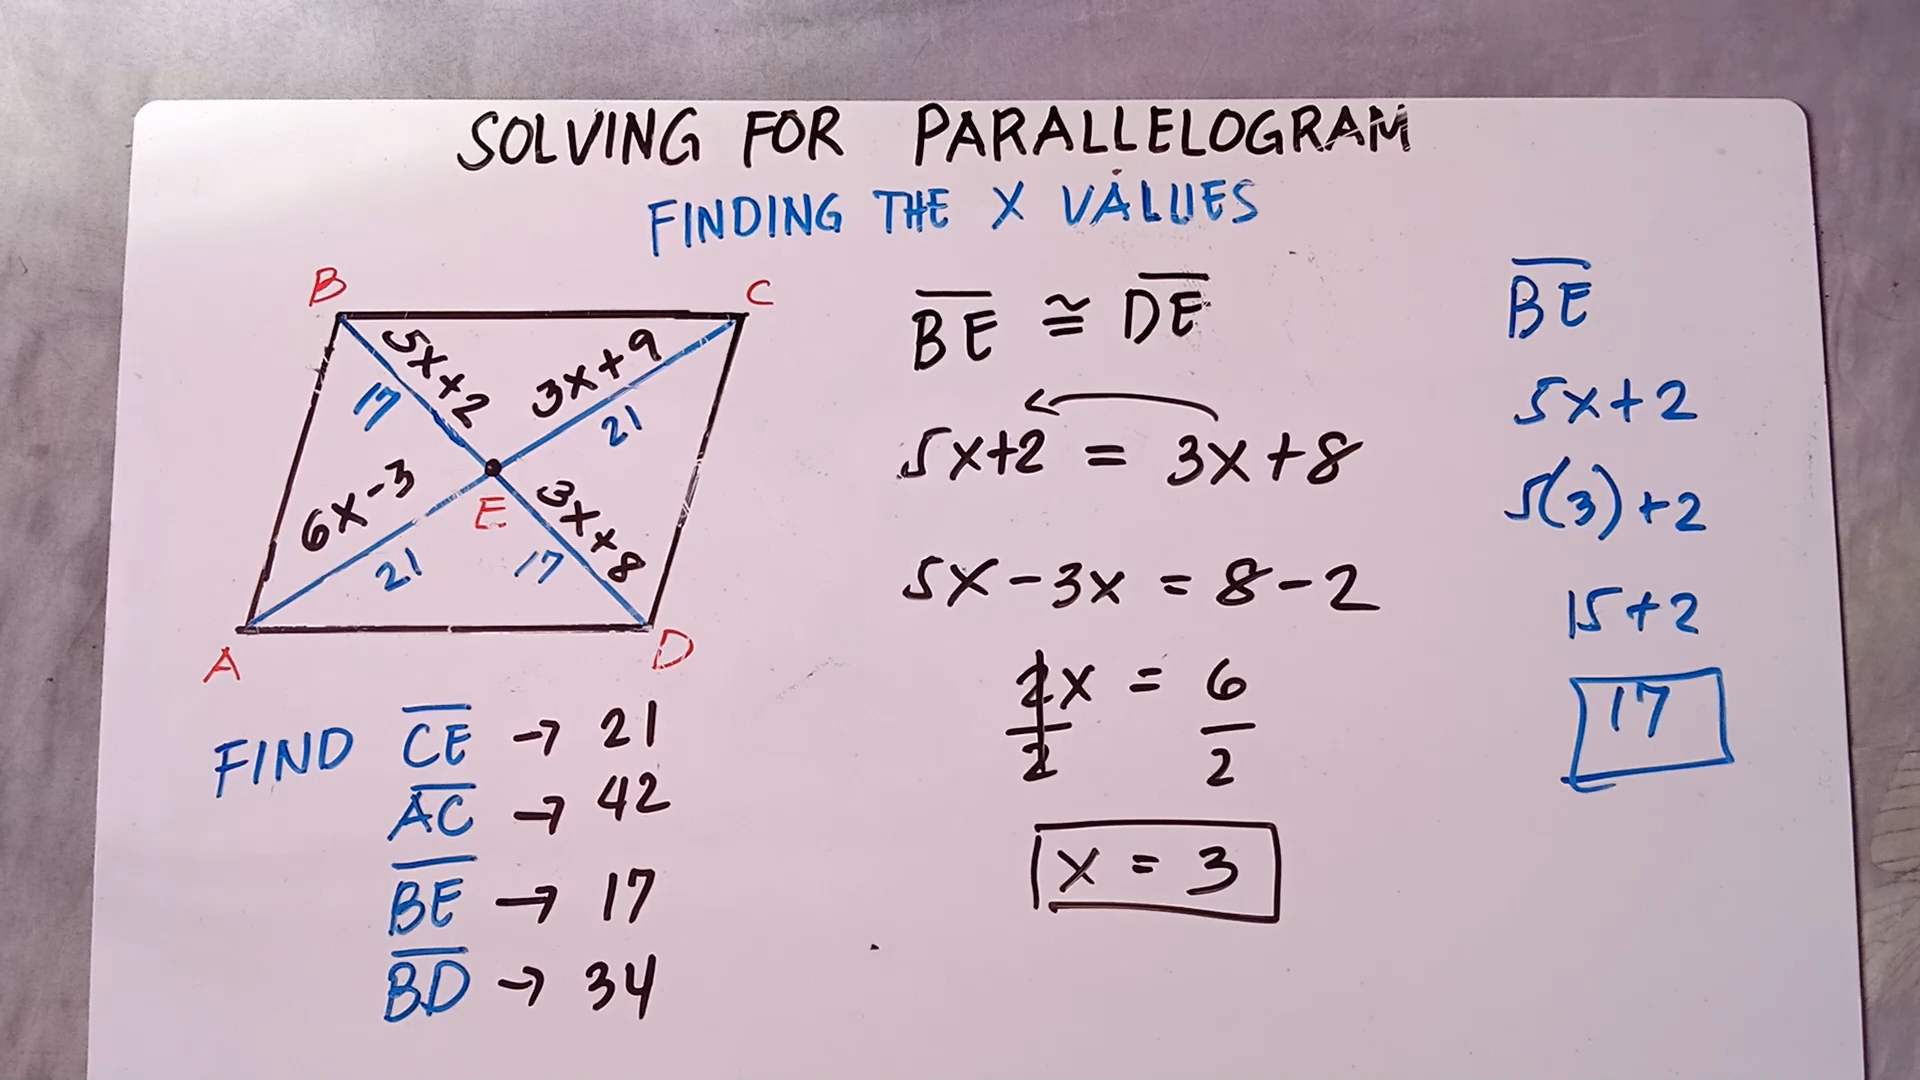 SOLVING FOR PARALLELOGRAM
FINDING THE X VALUES
B
C
5x+2
3x+9
17
21
6x-3
E
3x+8
21
17
A
D
FIND CE → 21
AC → 42
BE → 17
BD → 34
BE ≅ DE
5x+2 = 3x+8
5x-3x = 8-2
2x = 6
2 2
x = 3
BE
5x+2
5(3)+2
15+2
17